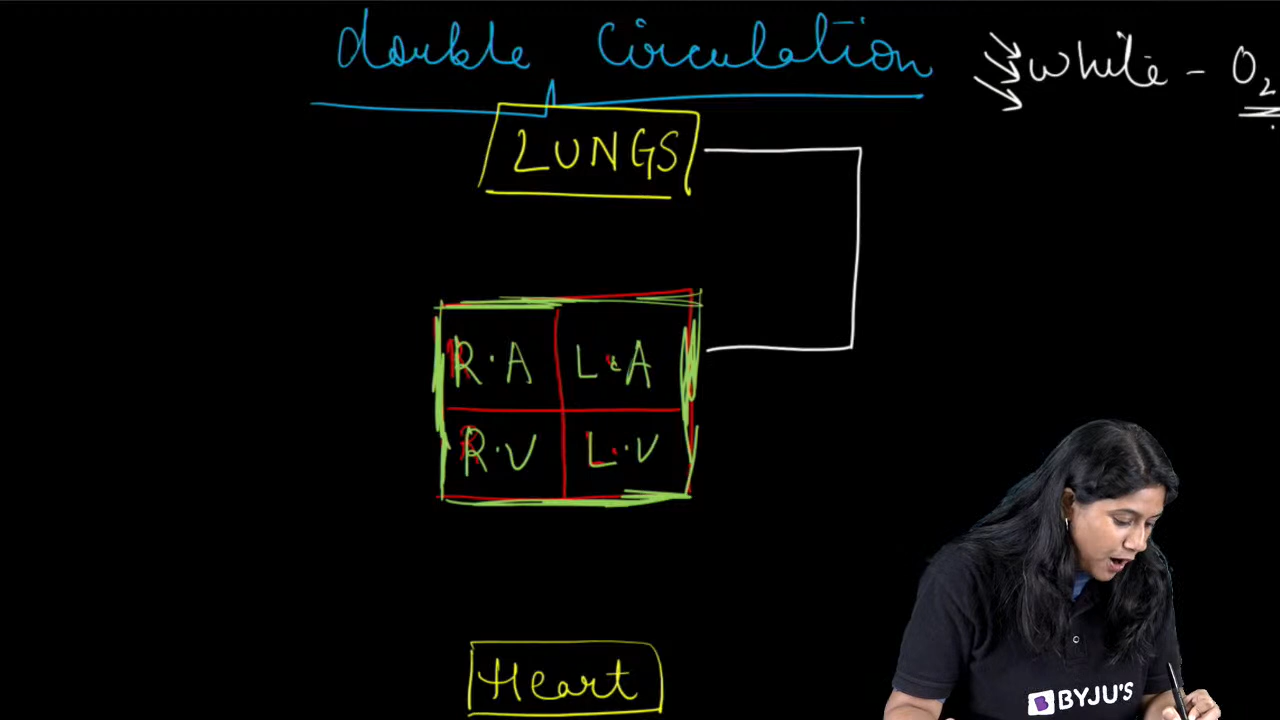 double Circulation
white - O2
LUNGS
R.A L.A
R.V L.V
Heart
BYJU'S